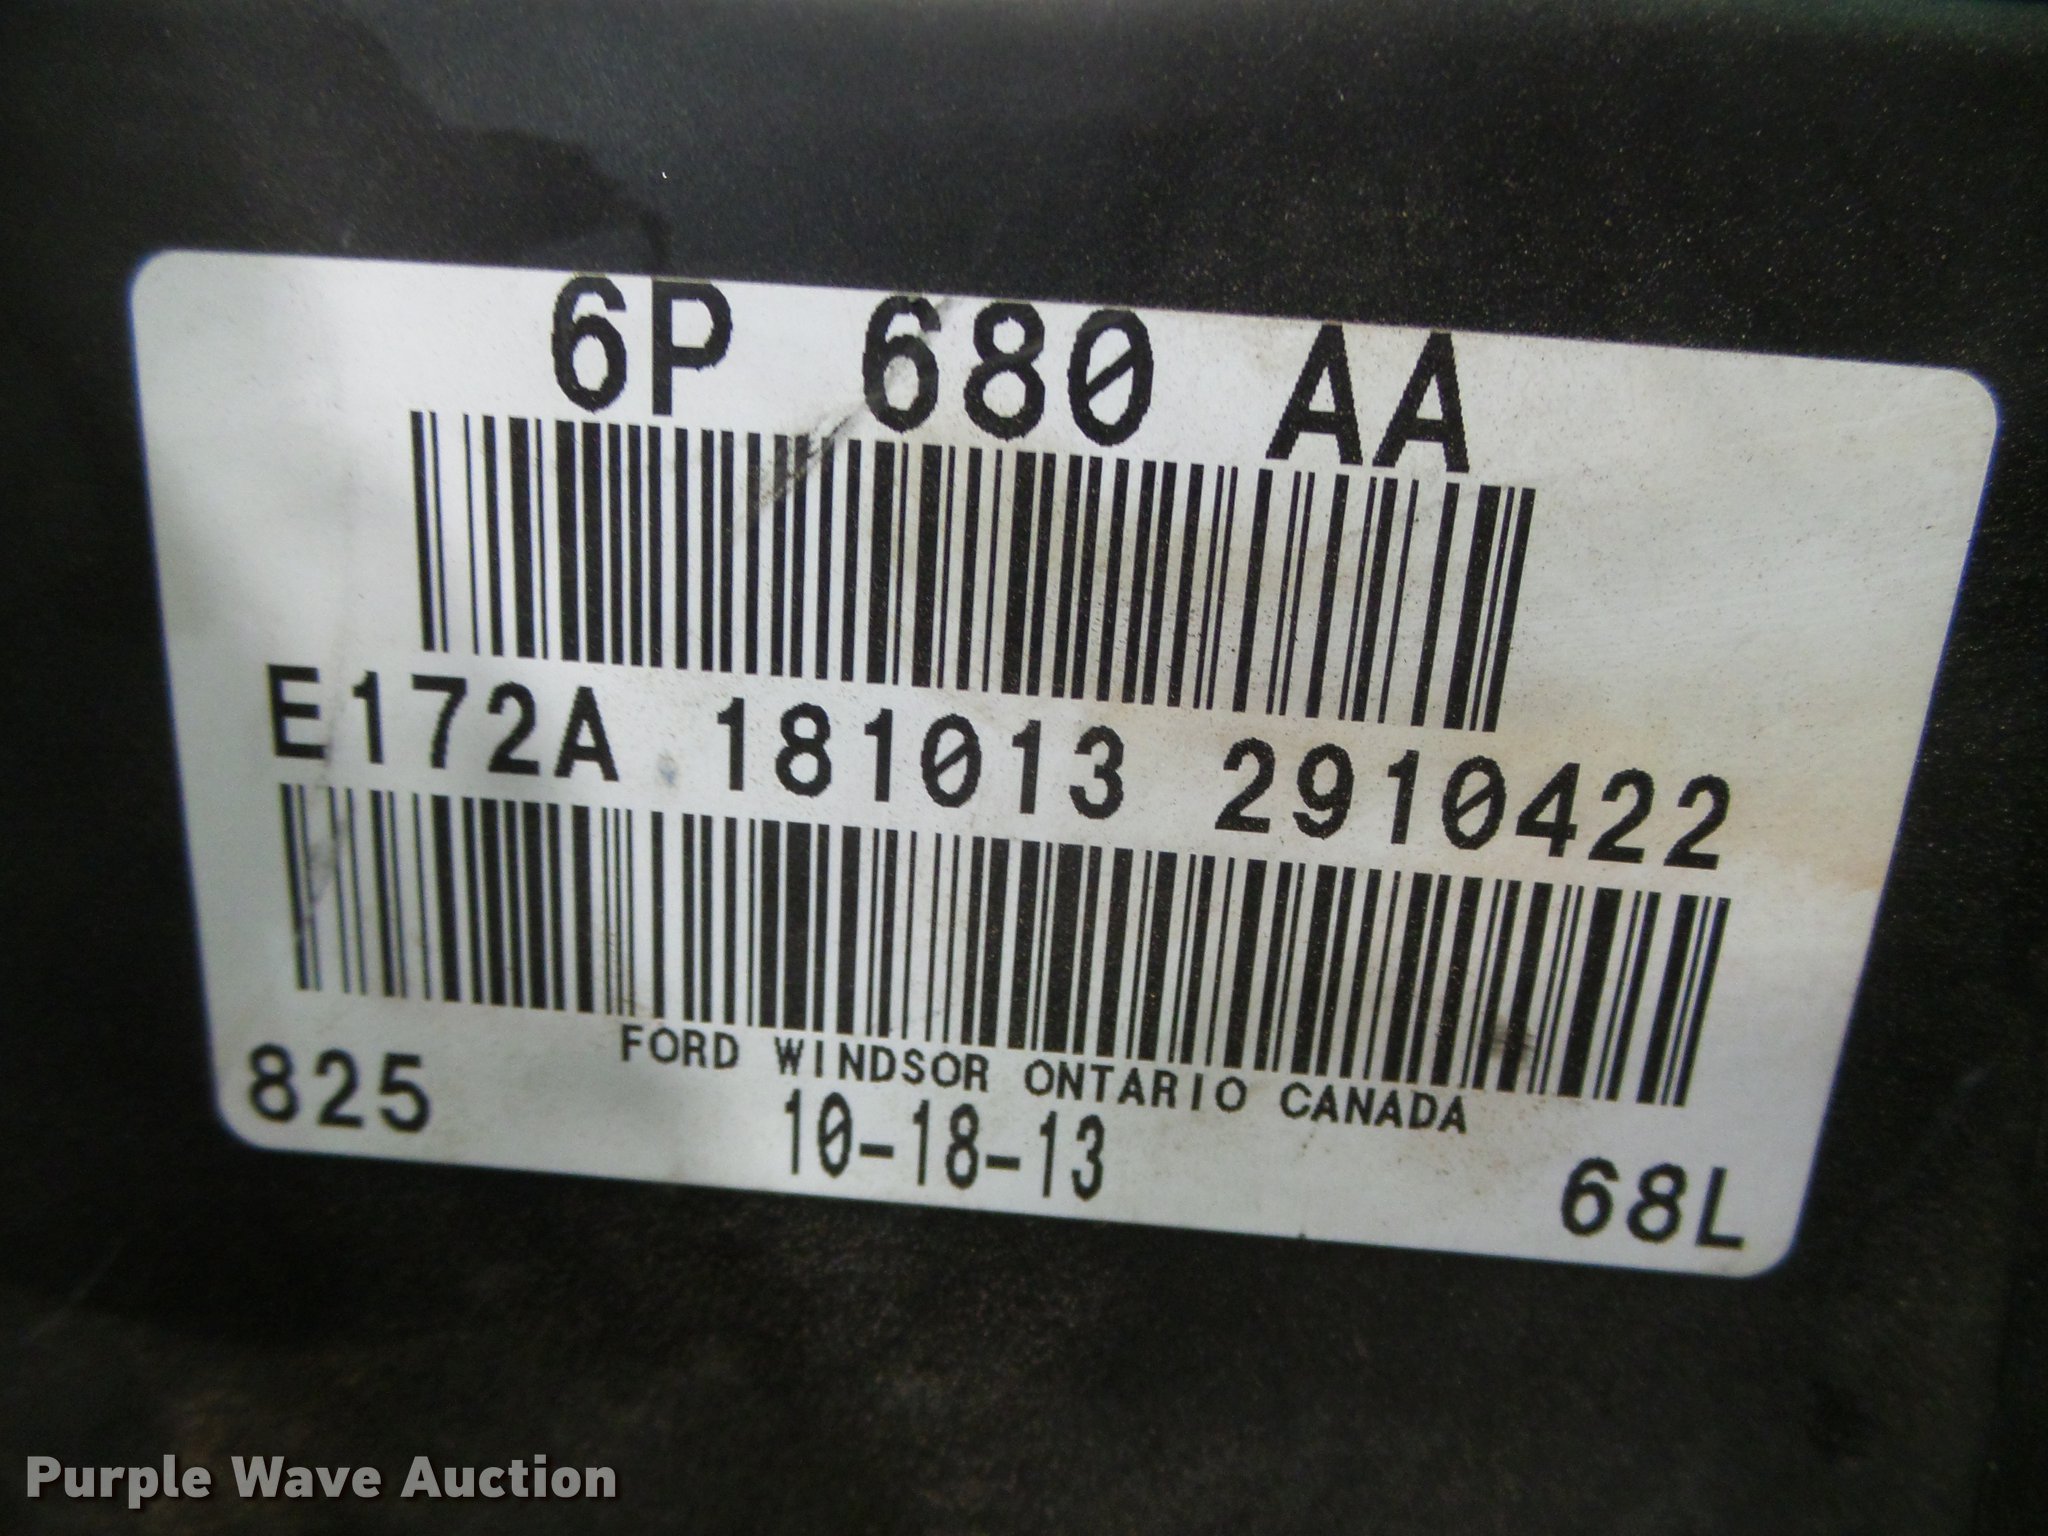 6P 680 AA
E172A 181013 2910422
FORD WINDSOR ONTARIO CANADA
825
10-18-13
68L
Purple Wave Auction